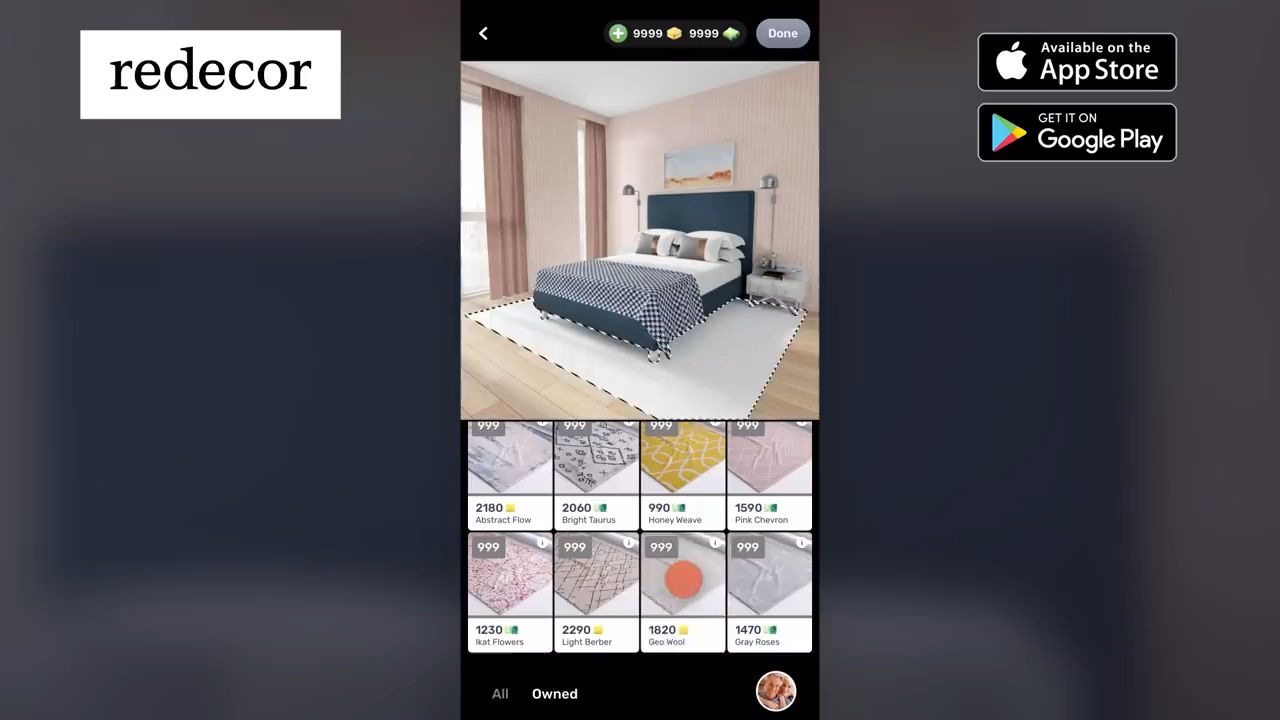 redecor
9999 9999 Done
Available on the
App Store
GET IT ON
Google Play
999 999 999 999
2180 2060 990 1590
Abstract Flow Bright Taurus Honey Weave Pink Chevron
999 999 999 999
1230 2290 1820 1470
Ikat Flowers Light Berber Geo Wool Gray Roses
All Owned